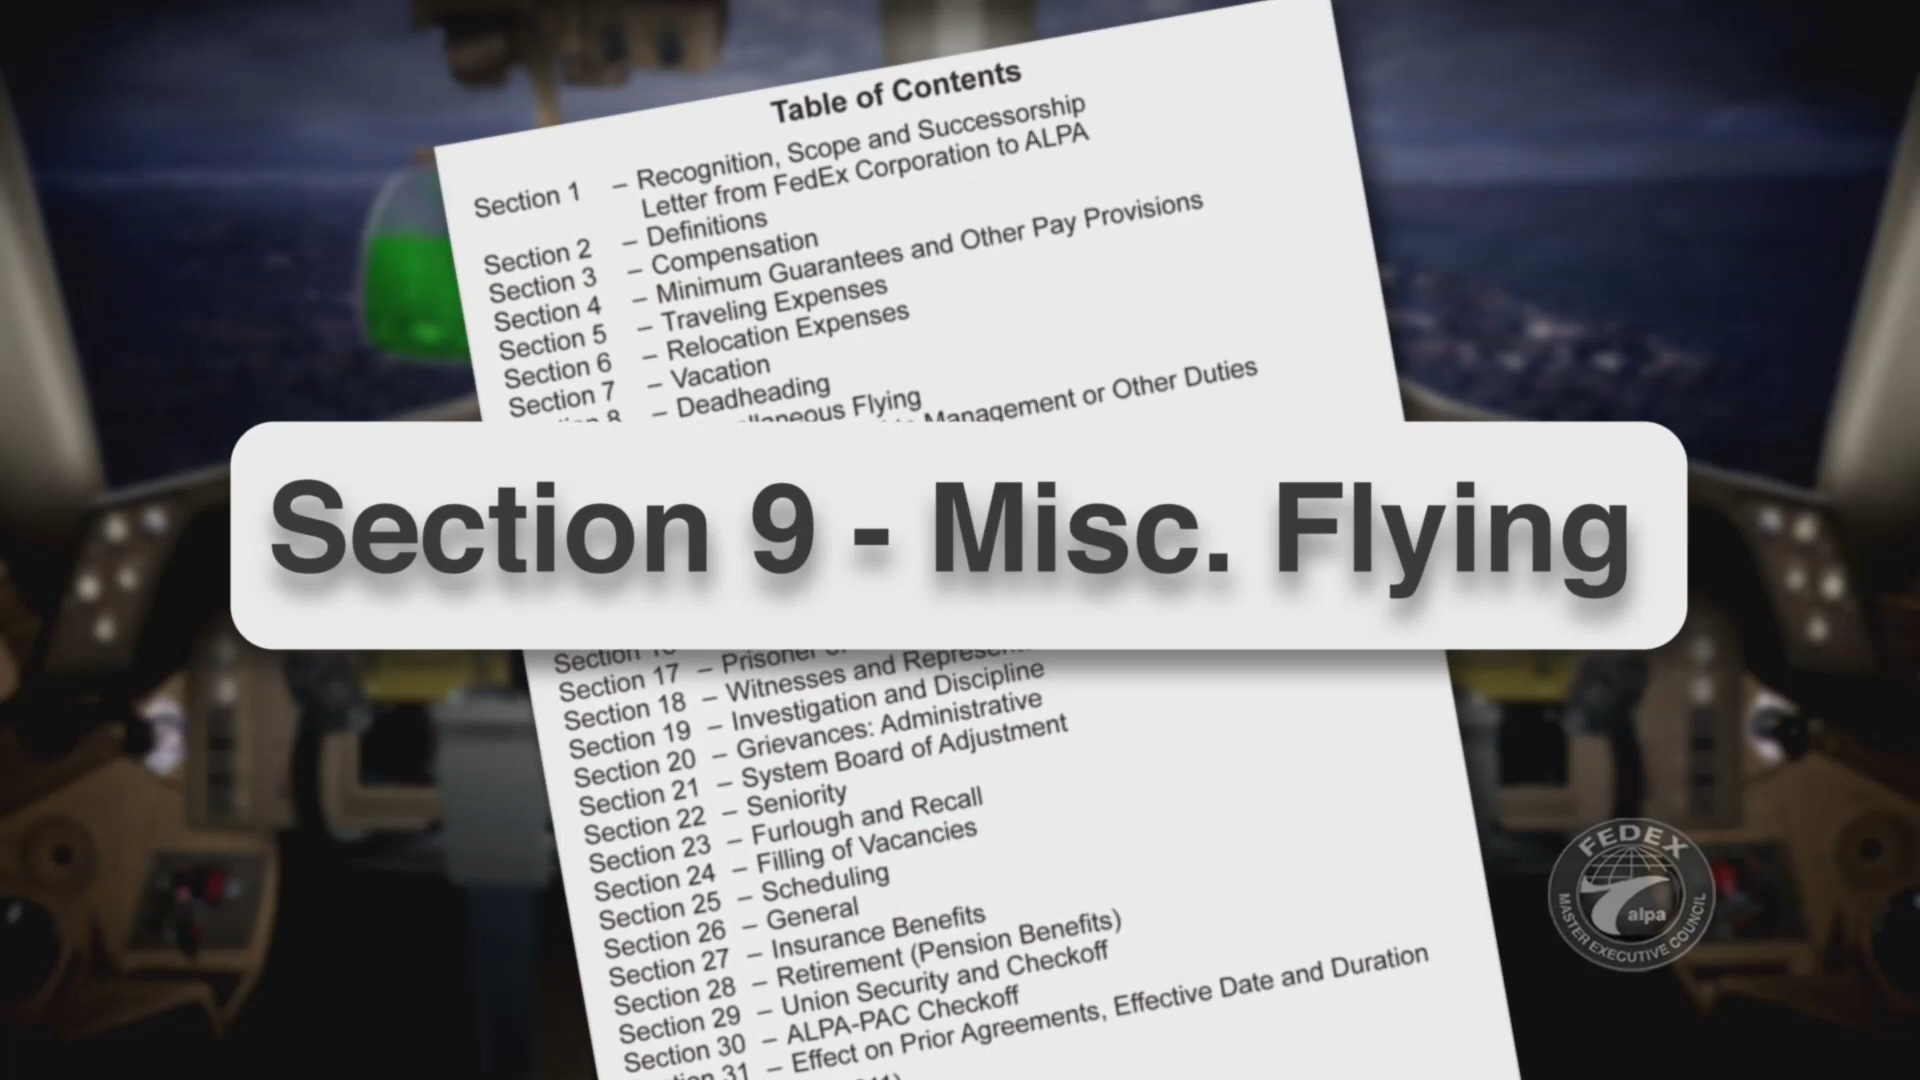 Table of Contents
Section 1 – Recognition, Scope and Successorship
Letter from FedEx Corporation to ALPA
Section 2 – Definitions
Section 3 – Compensation
Section 4 – Minimum Guarantees and Other Pay Provisions
Section 5 – Traveling Expenses
Section 6 – Relocation Expenses
Section 7 – Vacation
8 – Deadheading
Flying
Management or Other Duties
Section 9 - Misc. Flying
Section
Section 17 – Prisoner
Section 18 – Witnesses and
Section 19 – Investigation and Discipline
Section 20 – Grievances: Administrative
Section 21 – System Board of Adjustment
Section 22 – Seniority
Section 23 – Furlough and Recall
Section 24 – Filling of Vacancies
Section 25 – Scheduling
Section 26 – General
Section 27 – Insurance Benefits
Section 28 – Retirement (Pension Benefits)
Section 29 – Union Security and Checkoff
Section 30 – ALPA-PAC Checkoff
31 – Effect on Prior Agreements, Effective Date and Duration
FEDEX
alpa
MASTER EXECUTIVE COUNCIL